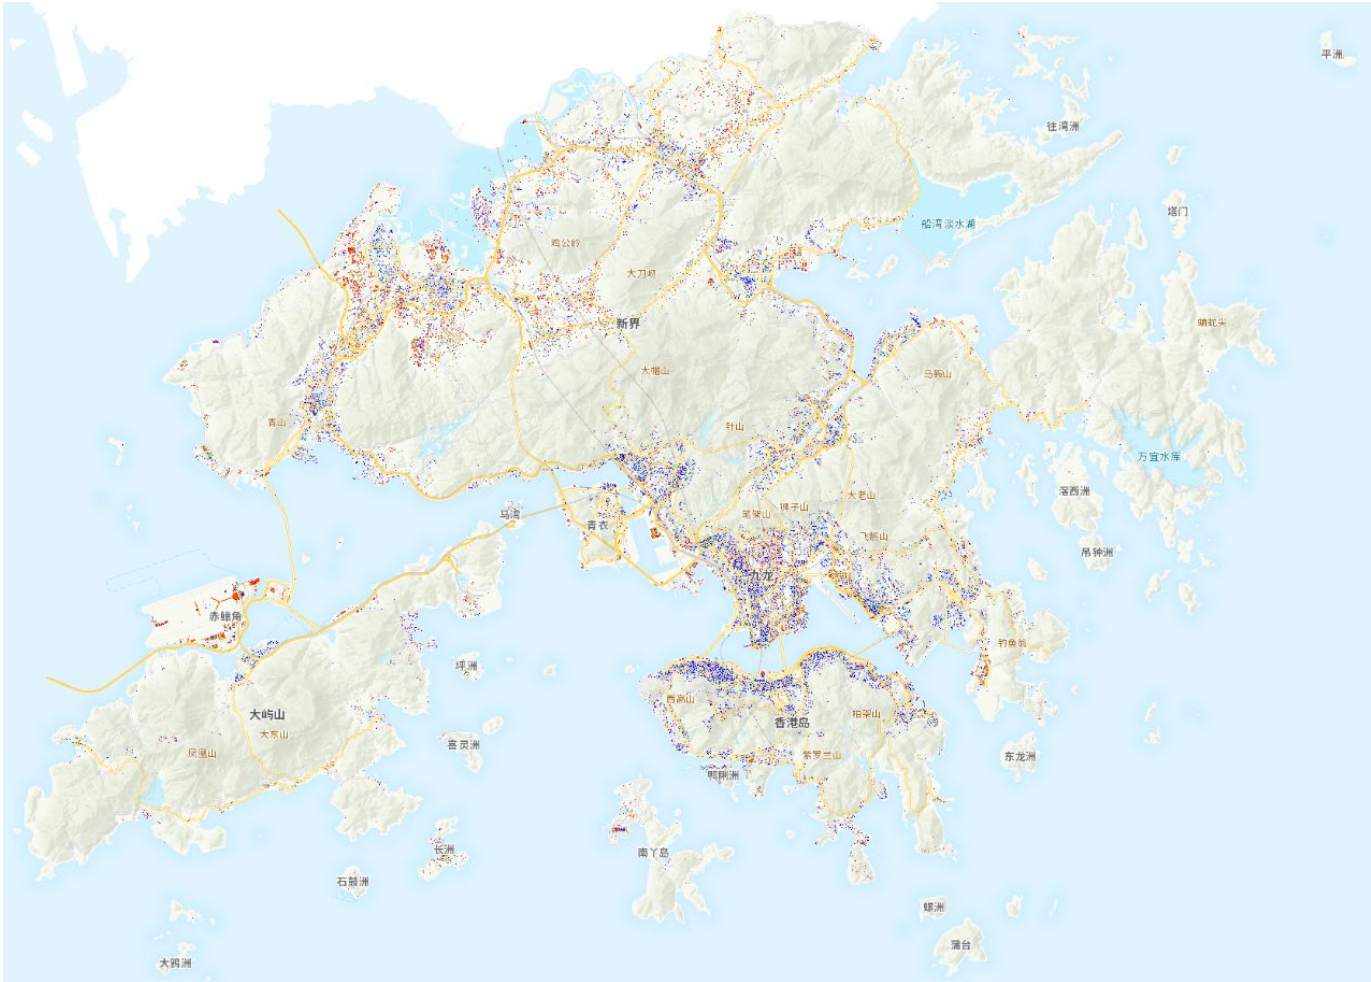 平洲
往湾洲
塔门
船湾淡水湖
鸡公岭
大刀屻
新界
蚺蛇头
大帽山
马鞍山
青山
针山
万宜水库
滘西洲
大老山
狮子山
笔架山
马湾
青衣
飞鹅山
吊钟洲
九龙
赤鱲角
钓鱼翁
坪洲
西高山
大屿山
香港岛
柏架山
大东山
凤凰山
喜灵洲
紫罗兰山
东龙洲
鸭脷洲
长洲
南丫岛
石鼓洲
螺洲
蒲台
大鸦洲